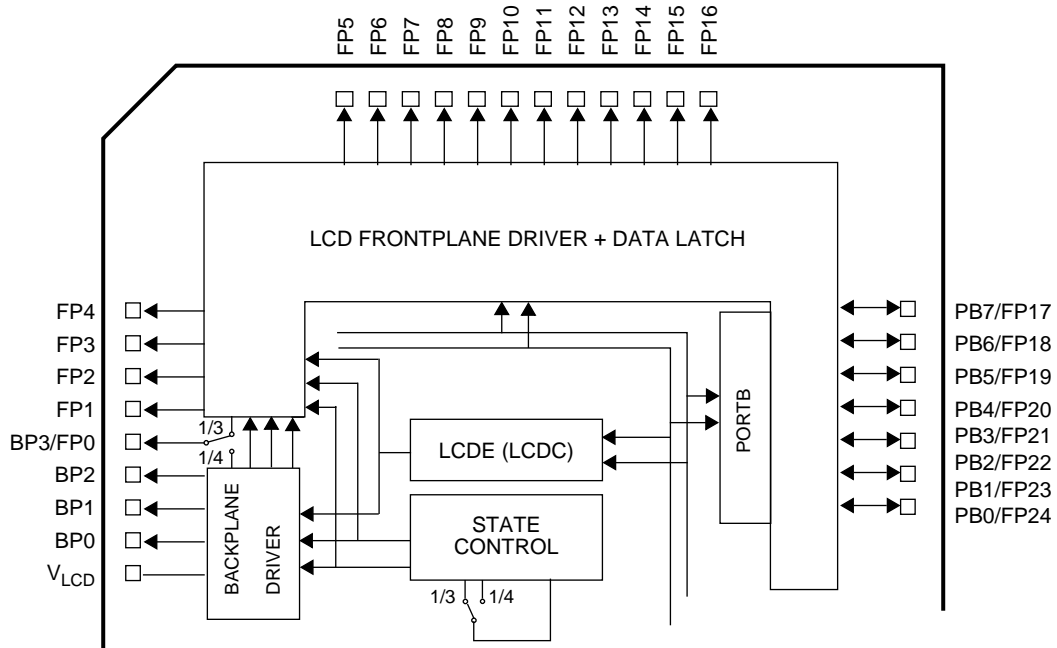 FP5
FP6
FP7
FP8
FP9
FP10
FP11
FP12
FP13
FP14
FP15
FP16
LCD FRONTPLANE DRIVER + DATA LATCH
FP4
FP3
FP2
FP1
BP3/FP0
BP2
BP1
BP0
VLCD
1/3
1/4
BACKPLANE
DRIVER
LCDE (LCDC)
STATE
CONTROL
1/3
1/4
PORTB
PB7/FP17
PB6/FP18
PB5/FP19
PB4/FP20
PB3/FP21
PB2/FP22
PB1/FP23
PB0/FP24